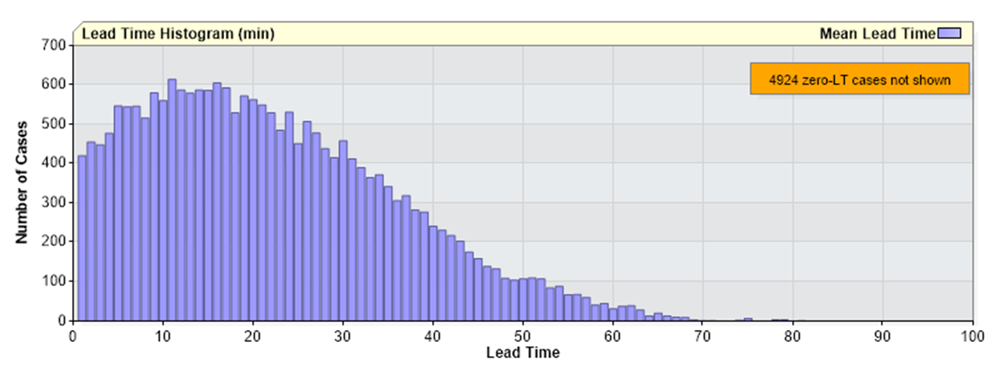 Lead Time Histogram (min)
Mean Lead Time
4924 zero-LT cases not shown
Number of Cases
700
600
500
400
300
200
100
0
0 10 20 30 40 50 60 70 80 90 100
Lead Time